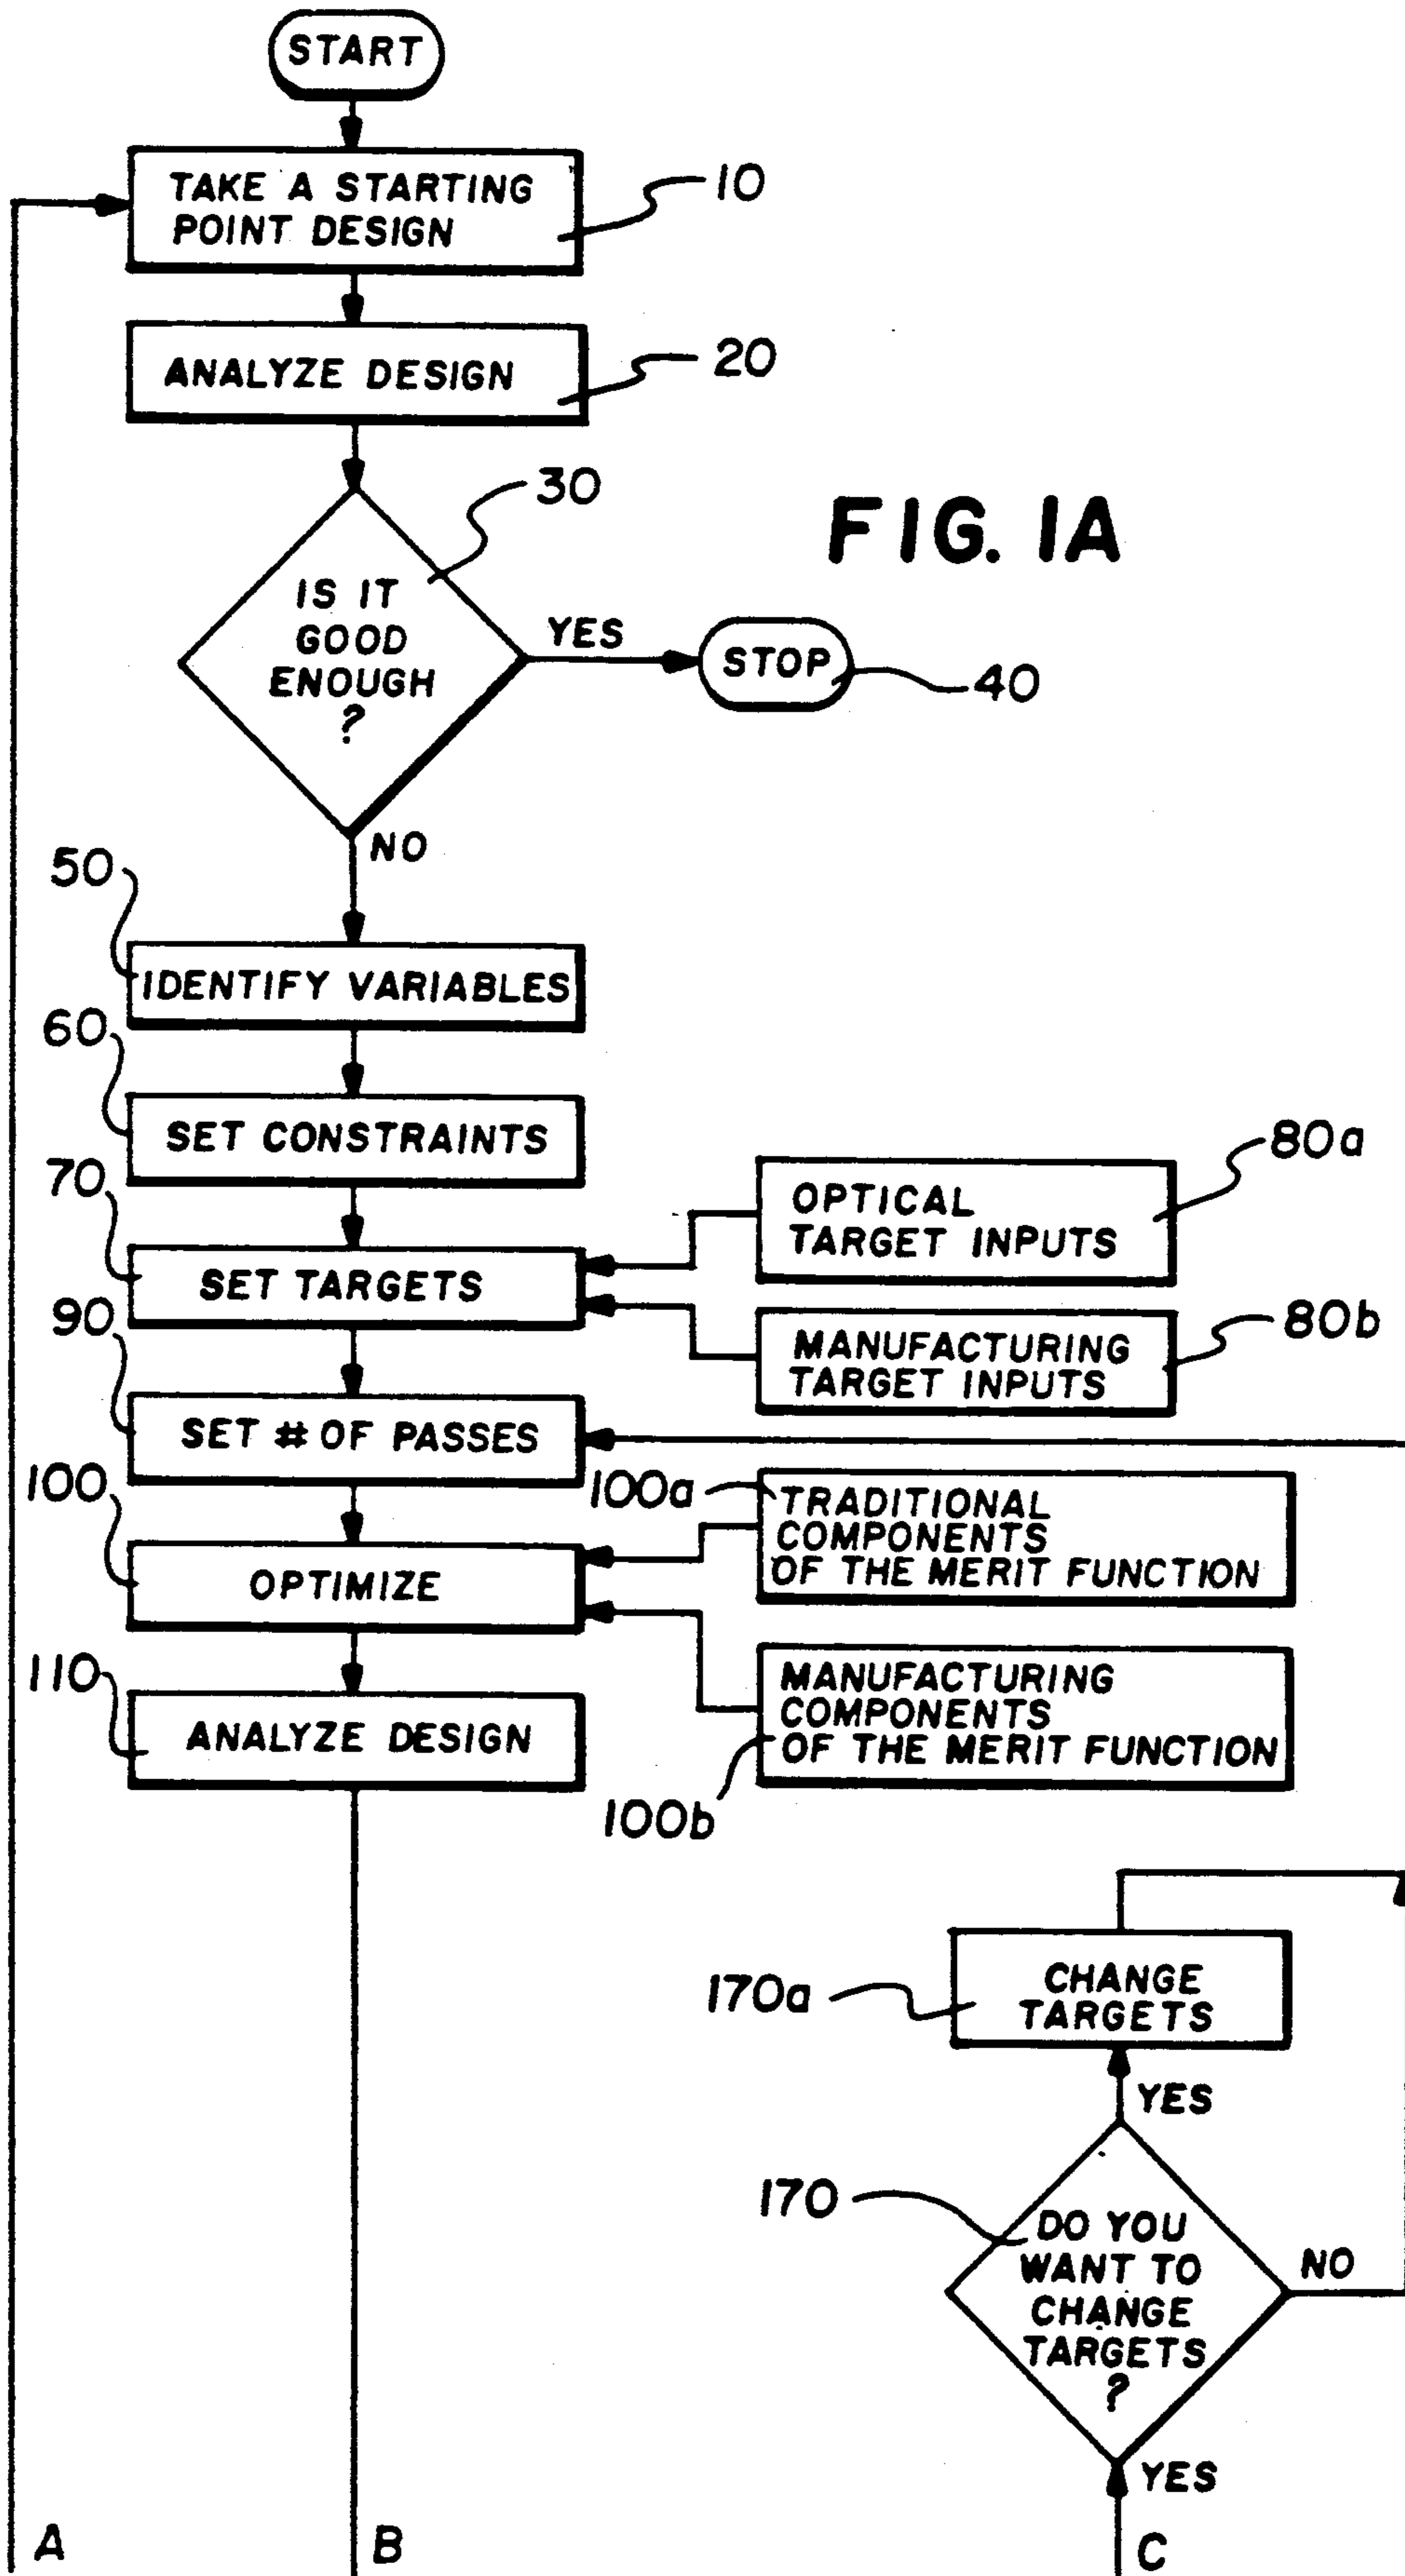 START
TAKE A STARTING
POINT DESIGN
10
ANALYZE DESIGN
20
30
FIG. 1A
IS IT
GOOD
ENOUGH
?
YES
STOP
40
NO
50
IDENTIFY VARIABLES
60
SET CONSTRAINTS
70
SET TARGETS
OPTICAL
TARGET INPUTS
80a
MANUFACTURING
TARGET INPUTS
80b
90
SET # OF PASSES
100
OPTIMIZE
100a
TRADITIONAL
COMPONENTS
OF THE MERIT FUNCTION
MANUFACTURING
COMPONENTS
OF THE MERIT FUNCTION
100b
110
ANALYZE DESIGN
170a
CHANGE
TARGETS
YES
170
DO YOU
WANT TO
CHANGE
TARGETS
?
NO
YES
A
B
C